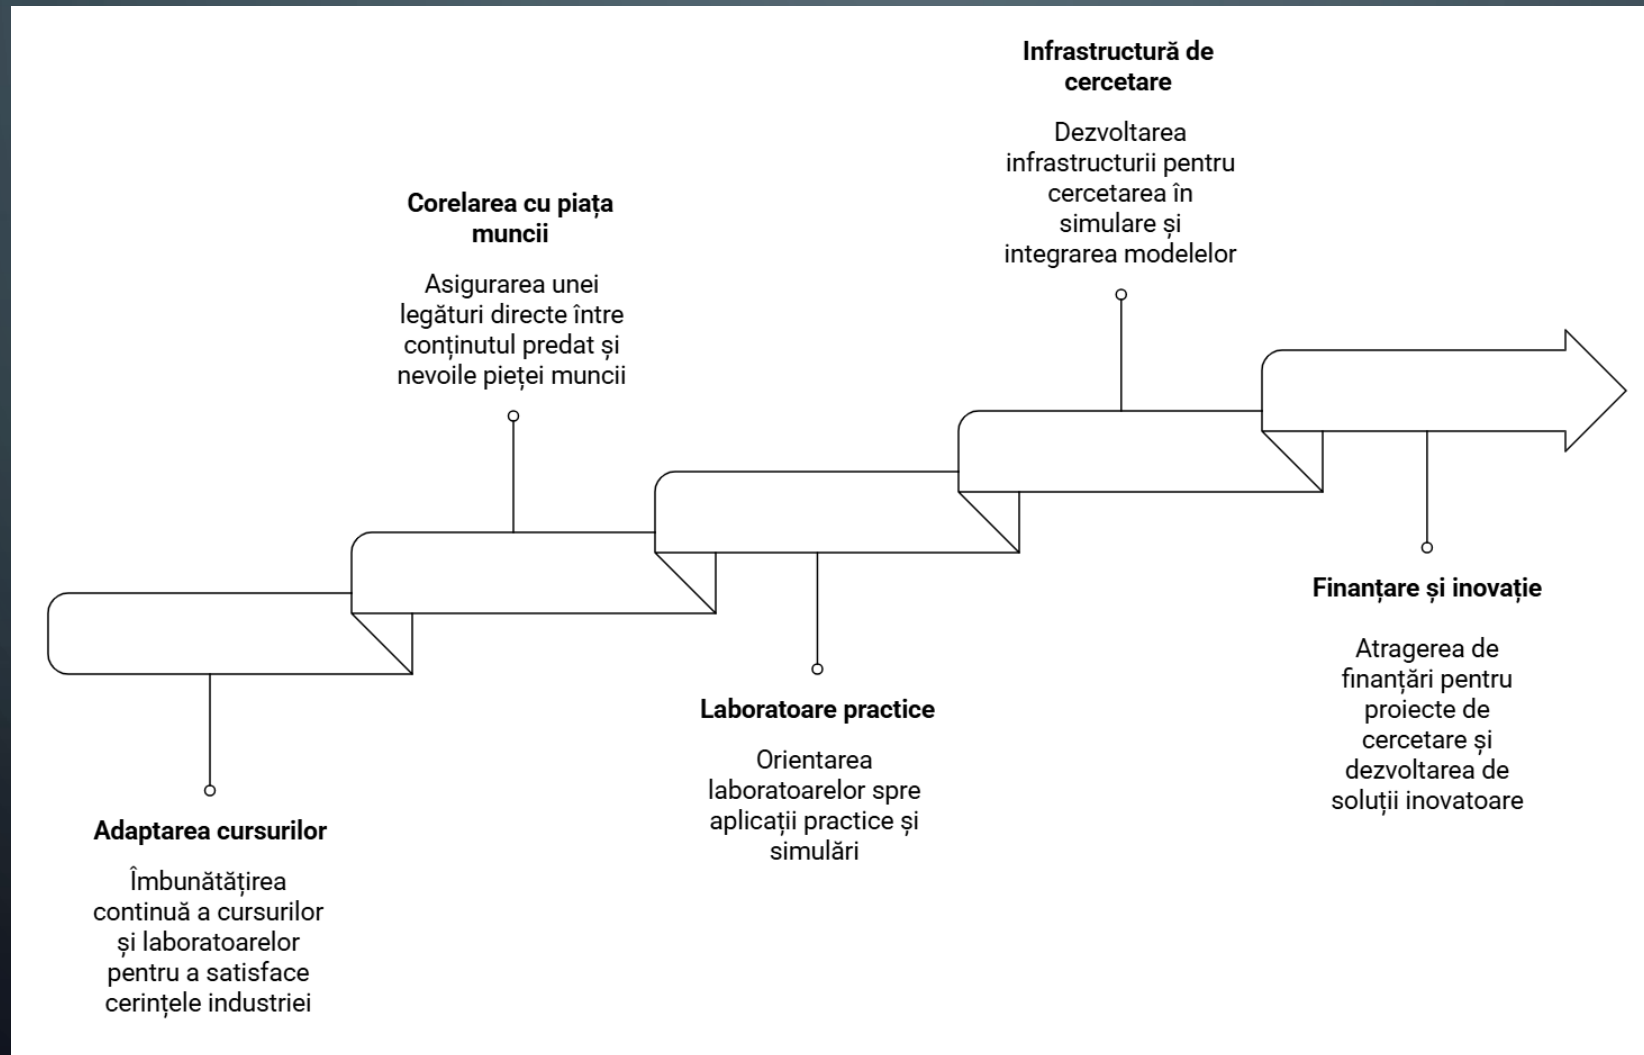 Adaptarea cursurilor
Îmbunătățirea
continuă a cursurilor
și laboratoarelor
pentru a satisface
cerințele industriei
Corelarea cu piața
muncii
Asigurarea unei
legături directe între
conținutul predat și
nevoile pieței muncii
Laboratoare practice
Orientarea
laboratoarelor spre
aplicații practice și
simulări
Infrastructură de
cercetare
Dezvoltarea
infrastructurii pentru
cercetarea în
simulare și
integrarea modelelor
Finanțare și inovație
Atragerea de
finanțări pentru
proiecte de
cercetare și
dezvoltarea de
soluții inovatoare